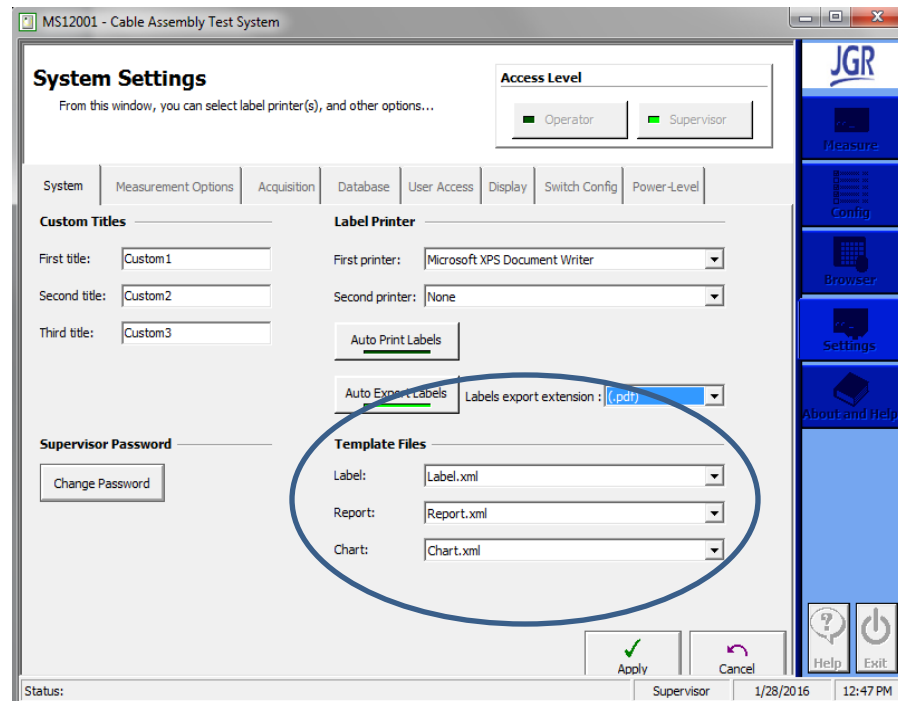 MS12001 - Cable Assembly Test System
System Settings
From this window, you can select label printer(s), and other options...
Access Level
Operator
Supervisor
JGR
Measure
Config
Browser
Settings
About and Help
System
Measurement Options
Acquisition
Database
User Access
Display
Switch Config
Power-Level
Custom Titles
First title: Custom1
Second title: Custom2
Third title: Custom3
Label Printer
First printer: Microsoft XPS Document Writer
Second printer: None
Auto Print Labels
Auto Export Labels
Labels export extension : (.pdf)
Supervisor Password
Change Password
Template Files
Label: Label.xml
Report: Report.xml
Chart: Chart.xml
Apply
Cancel
Help
Exit
Status:
Supervisor
1/28/2016
12:47 PM